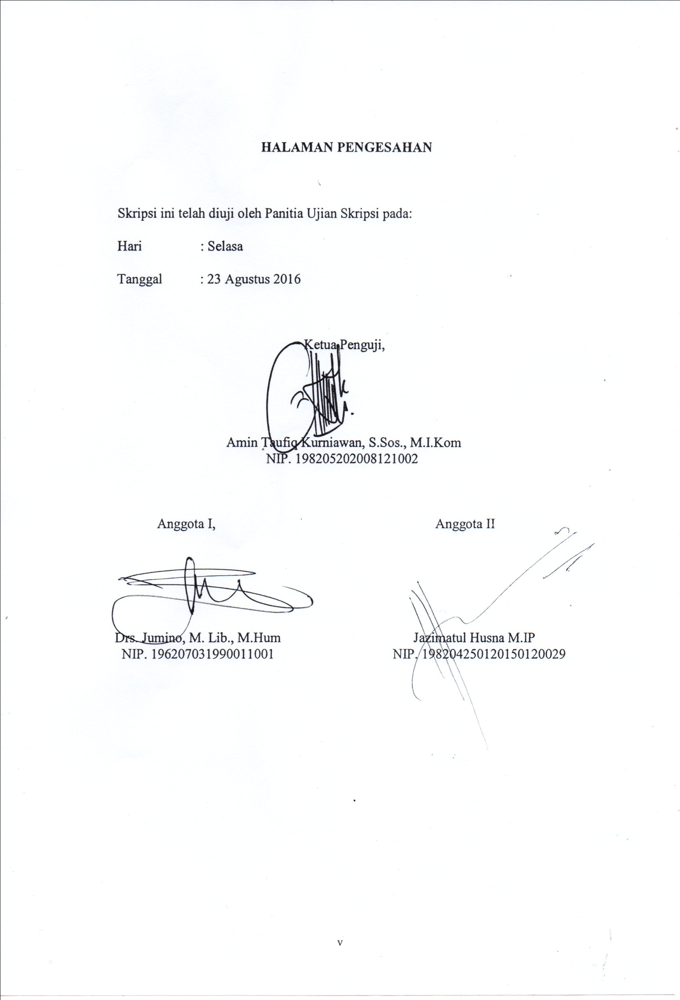 HALAMAN PENGESAHAN
Skripsi ini telah diuji oleh Panitia Ujian Skripsi pada:
Hari : Selasa
Tanggal : 23 Agustus 2016
Ketua Penguji,
Amin Taufiq Kurniawan, S.Sos., M.I.Kom
NIP. 198205202008121002
Anggota I,
Anggota II
Drs. Jumino, M. Lib., M.Hum
NIP. 196207031990011001
Jazimatul Husna M.IP
NIP. 198204250120150120029
v